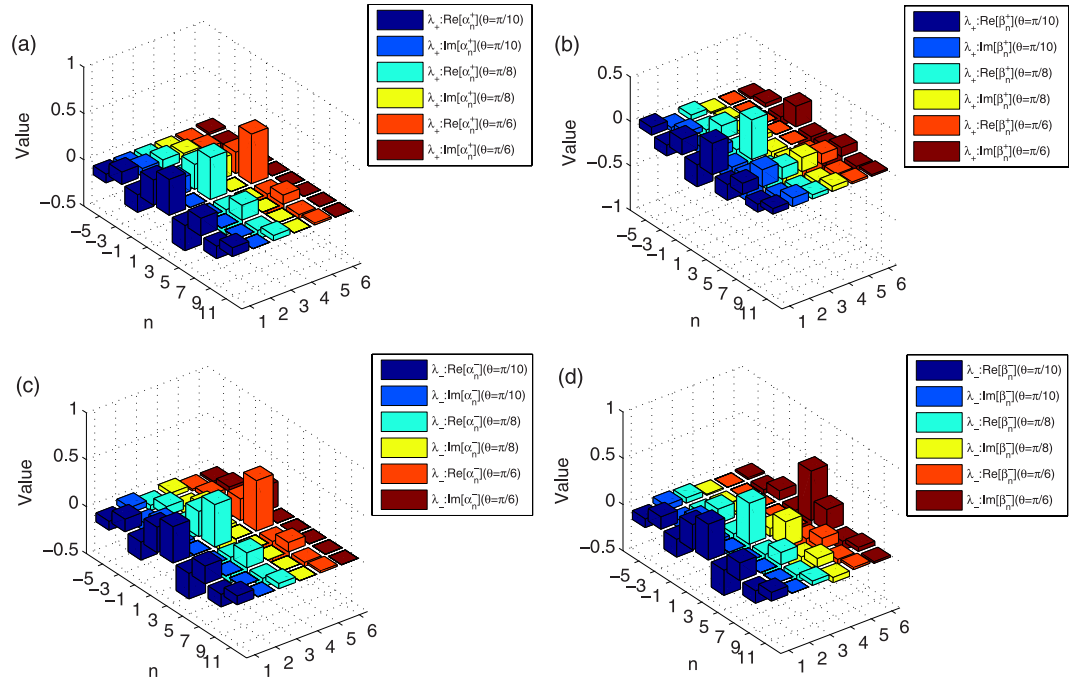 (a)
Value
1
0.5
0
−0.5
−5
−3
−1
1
3
5
7
9
11
n
1
2
3
4
5
6
λ+:Re[αn+](θ=π/10)
λ+:Im[αn+](θ=π/10)
λ+:Re[αn+](θ=π/8)
λ+:Im[αn+](θ=π/8)
λ+:Re[αn+](θ=π/6)
λ+:Im[αn+](θ=π/6)
(b)
Value
0.5
0
−0.5
−1
−5
−3
−1
1
3
5
7
9
11
n
1
2
3
4
5
6
λ+:Re[βn+](θ=π/10)
λ+:Im[βn+](θ=π/10)
λ+:Re[βn+](θ=π/8)
λ+:Im[βn+](θ=π/8)
λ+:Re[βn+](θ=π/6)
λ+:Im[βn+](θ=π/6)
(c)
Value
1
0.5
0
−0.5
−5
−3
−1
1
3
5
7
9
11
n
1
2
3
4
5
6
λ−:Re[αn−](θ=π/10)
λ−:Im[αn−](θ=π/10)
λ−:Re[αn−](θ=π/8)
λ−:Im[αn−](θ=π/8)
λ−:Re[αn−](θ=π/6)
λ−:Im[αn−](θ=π/6)
(d)
Value
1
0.5
0
−0.5
−5
−3
−1
1
3
5
7
9
11
n
1
2
3
4
5
6
λ−:Re[βn−](θ=π/10)
λ−:Im[βn−](θ=π/10)
λ−:Re[βn−](θ=π/8)
λ−:Im[βn−](θ=π/8)
λ−:Re[βn−](θ=π/6)
λ−:Im[βn−](θ=π/6)